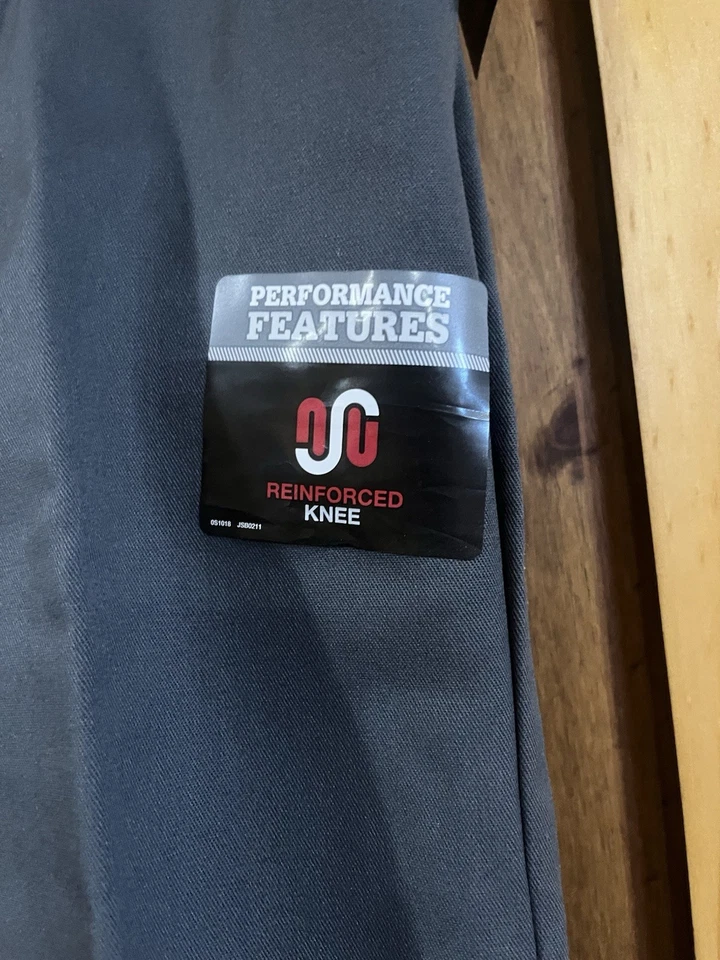 PERFORMANCE
FEATURES
REINFORCED
KNEE
051018 JSB0211